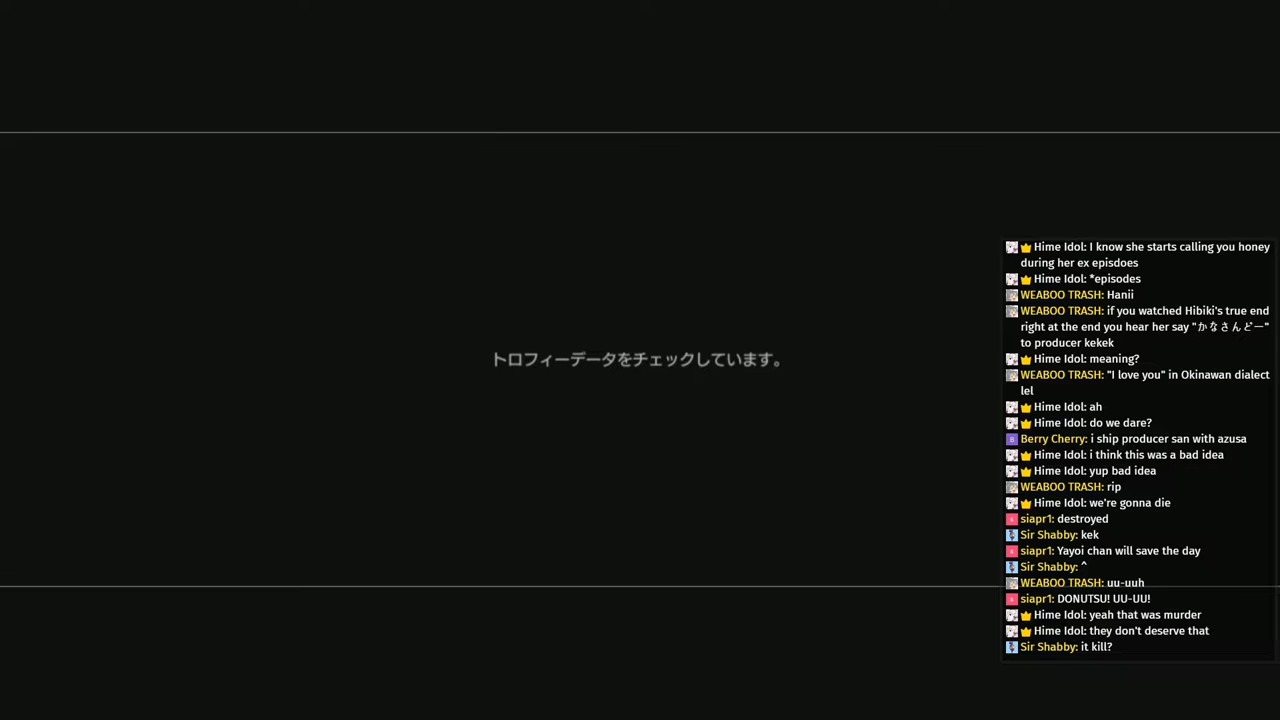 トロフィーデータをチェックしています。
Hime Idol: I know she starts calling you honey
during her ex episdoes
Hime Idol: *episodes
WEABOO TRASH: Hanii
WEABOO TRASH: if you watched Hibiki's true end
right at the end you hear her say "かなさんどー"
to producer kekek
Hime Idol: meaning?
WEABOO TRASH: "I love you" in Okinawan dialect
lel
Hime Idol: ah
Hime Idol: do we dare?
B Berry Cherry: i ship producer san with azusa
Hime Idol: i think this was a bad idea
Hime Idol: yup bad idea
WEABOO TRASH: rip
Hime Idol: we're gonna die
s siapr1: destroyed
Sir Shabby: kek
s siapr1: Yayoi chan will save the day
Sir Shabby: ^
WEABOO TRASH: uu-uuh
s siapr1: DONUTSU! UU-UU!
Hime Idol: yeah that was murder
Hime Idol: they don't deserve that
Sir Shabby: it kill?